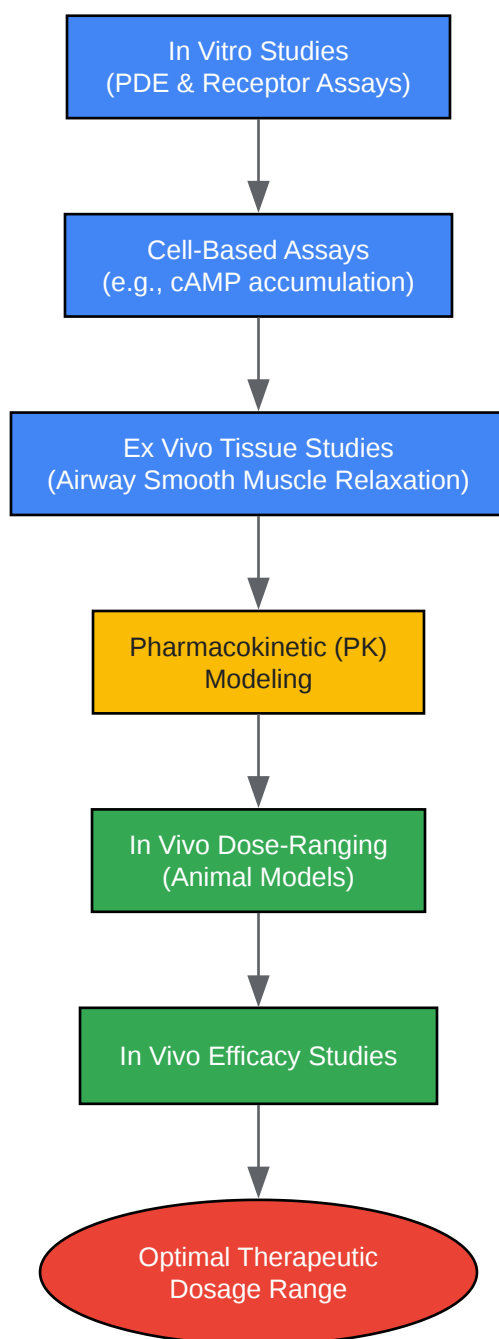 In Vitro Studies
(PDE & Receptor Assays)
Cell-Based Assays
(e.g., cAMP accumulation)
Ex Vivo Tissue Studies
(Airway Smooth Muscle Relaxation)
Pharmacokinetic (PK)
Modeling
In Vivo Dose-Ranging
(Animal Models)
In Vivo Efficacy Studies
Optimal Therapeutic
Dosage Range